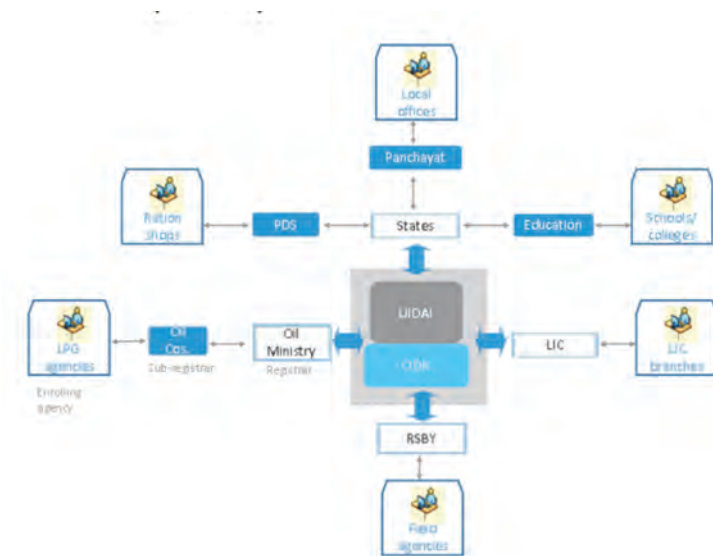 Local
offices
Panchayat
Ration
shops
PDS
States
Education
Schools/
colleges
UIDAI
CIDR
LPG
agencies
Oil
Cos.
Oil
Ministry
LIC
LIC
branches
Sub-registrar
Registrar
Enrolling
agency
RSBY
Field
agencies